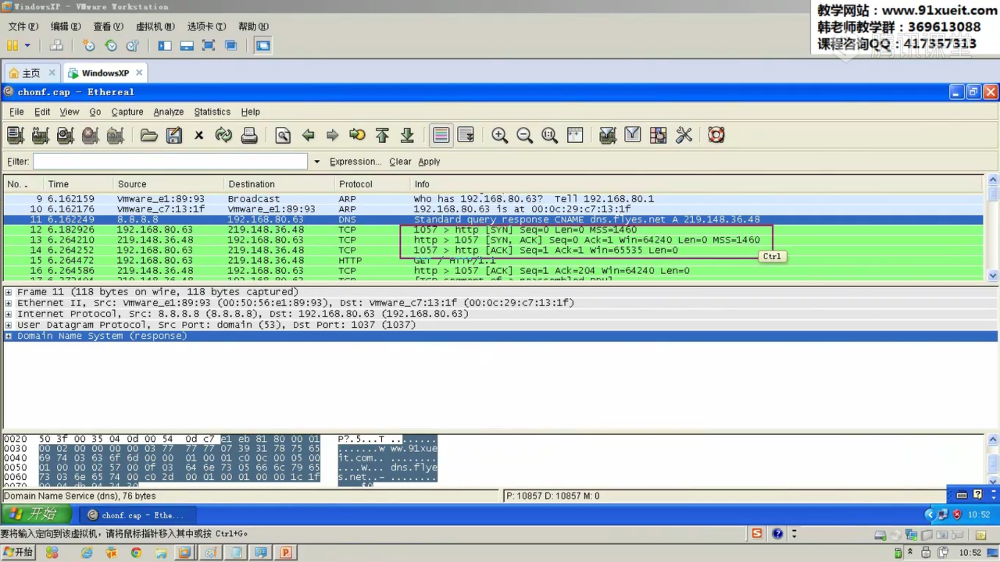 WindowsXP - VMware Workstation
教学网站：www.91xueit.com
韩老师教学群：369613088
课程咨询QQ：417357313
腾讯课堂
文件(F) 编辑(E) 查看(V) 虚拟机(M) 选项卡(T) 帮助(H)
主页 × WindowsXP ×
chonf.cap - Ethereal
File Edit View Go Capture Analyze Statistics Help
Filter: Expression... Clear Apply
No. . Time Source Destination Protocol Info
9 6.162159 Vmware_e1:89:93 Broadcast ARP Who has 192.168.80.63? Tell 192.168.80.1
10 6.162176 Vmware_c7:13:1f Vmware_e1:89:93 ARP 192.168.80.63 is at 00:0c:29:c7:13:1f
11 6.162249 8.8.8.8 192.168.80.63 DNS Standard query response CNAME dns.flyes.net A 219.148.36.48
12 6.182926 192.168.80.63 219.148.36.48 TCP 1057 > http [SYN] Seq=0 Len=0 MSS=1460
13 6.264210 219.148.36.48 192.168.80.63 TCP http > 1057 [SYN, ACK] Seq=0 Ack=1 Win=64240 Len=0 MSS=1460
14 6.264252 192.168.80.63 219.148.36.48 TCP 1057 > http [ACK] Seq=1 Ack=1 Win=65535 Len=0
15 6.264472 192.168.80.63 219.148.36.48 HTTP GET / HTTP/1.1
Ctrl
16 6.264586 219.148.36.48 192.168.80.63 TCP http > 1057 [ACK] Seq=1 Ack=204 Win=64240 Len=0
Frame 11 (118 bytes on wire, 118 bytes captured)
Ethernet II, Src: Vmware_e1:89:93 (00:50:56:e1:89:93), Dst: Vmware_c7:13:1f (00:0c:29:c7:13:1f)
Internet Protocol, Src: 8.8.8.8 (8.8.8.8), Dst: 192.168.80.63 (192.168.80.63)
User Datagram Protocol, Src Port: domain (53), Dst Port: 1037 (1037)
Domain Name System (response)
0020 50 3f 00 35 04 0d 00 54 0d c7 e1 eb 81 80 00 01 P?.5...T ........
0030 00 02 00 00 00 00 03 77 77 77 07 39 31 78 75 65 .......w ww.91xue
0040 69 74 03 63 6f 6d 00 00 01 00 01 c0 0c 00 05 00 it.com.. ........
0050 01 00 00 02 57 00 0f 03 64 6e 73 05 66 6c 79 65 ....W... dns.flye
0060 73 03 6e 65 74 00 c0 2d 00 01 00 01 00 00 1c 1f s.net..- ........
Domain Name Service (dns), 76 bytes P: 10857 D: 10857 M: 0
开始 chonf.cap - Ethe... 10:52
要将输入定向到该虚拟机，请将鼠标指针移入其中或按 Ctrl+G。
开始 10:52